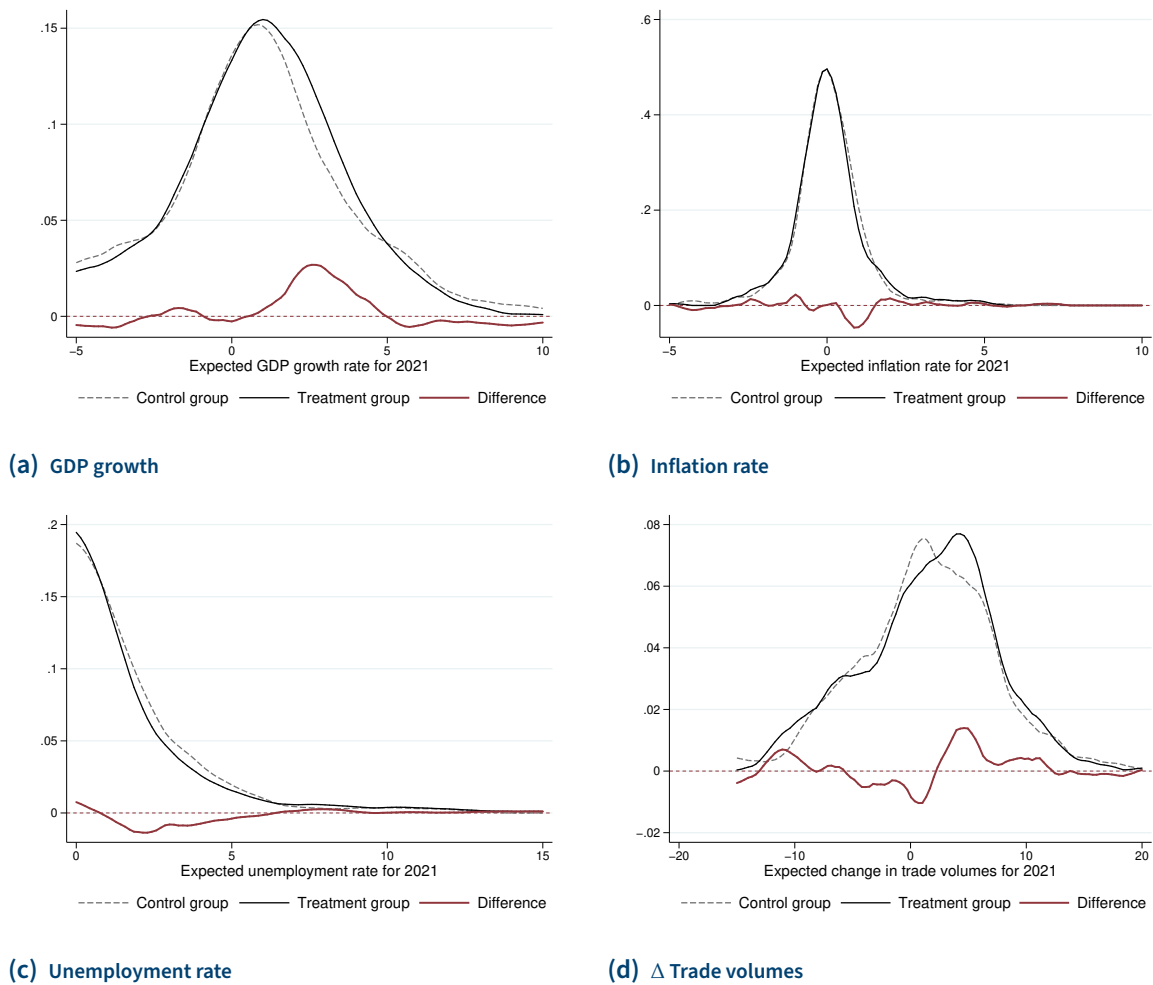 .15
.1
.05
0
−5 0 5 10
Expected GDP growth rate for 2021
Control group Treatment group Difference
(a) GDP growth
.6
.4
.2
0
−5 0 5 10
Expected inflation rate for 2021
Control group Treatment group Difference
(b) Inflation rate
.2
.15
.1
.05
0
0 5 10 15
Expected unemployment rate for 2021
Control group Treatment group Difference
(c) Unemployment rate
.08
.06
.04
.02
0
−.02
−20 −10 0 10 20
Expected change in trade volumes for 2021
Control group Treatment group Difference
(d) Δ Trade volumes